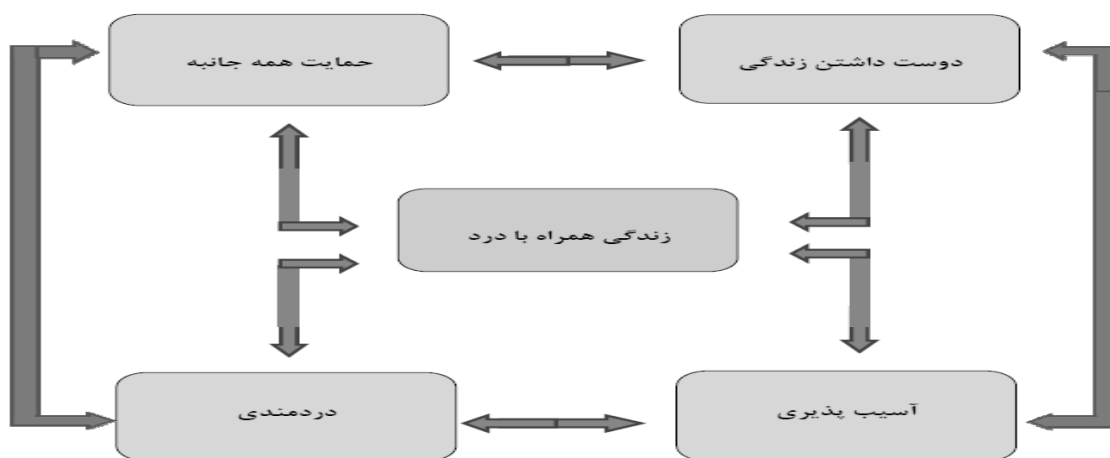 دوست داشتن زندگی
حمایت همه جانبه
زندگی همراه با درد
آسیب پذیری
دردمندی